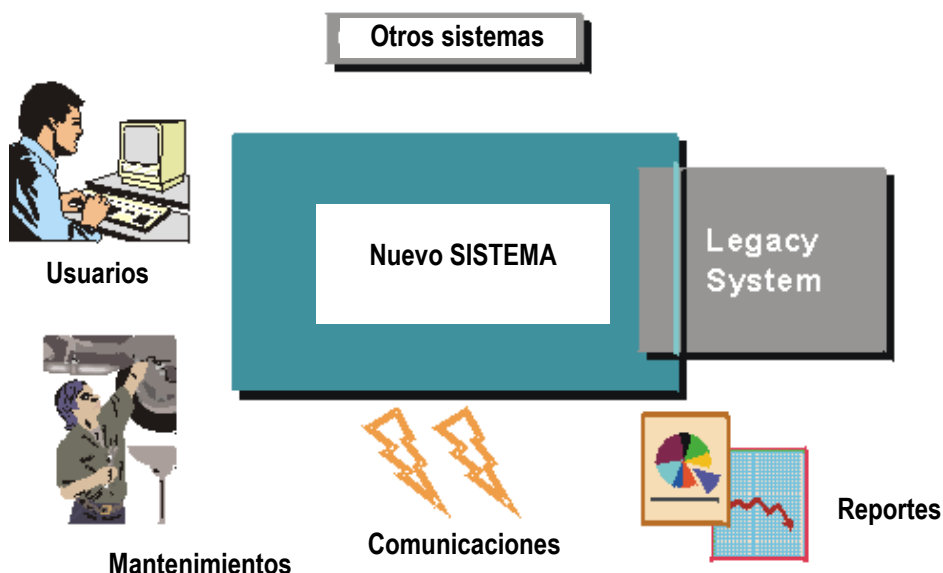 Otros sistemas
Usuarios
Nuevo SISTEMA
Legacy
System
Mantenimientos
Comunicaciones
Reportes